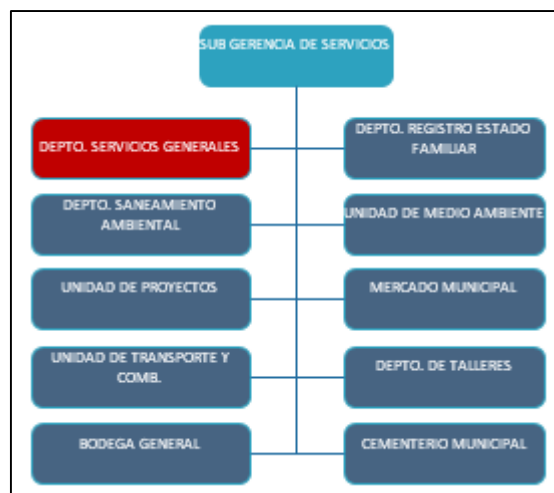 SUB GERENCIA DE SERVICIOS
DEPTO. SERVICIOS GENERALES
DEPTO. REGISTRO ESTADO
FAMILIAR
DEPTO. SANEAMIENTO
AMBIENTAL
UNIDAD DE MEDIO AMBIENTE
UNIDAD DE PROYECTOS
MERCADO MUNICIPAL
UNIDAD DE TRANSPORTE Y
COMB.
DEPTO. DE TALLERES
BODEGA GENERAL
CEMENTERIO MUNICIPAL